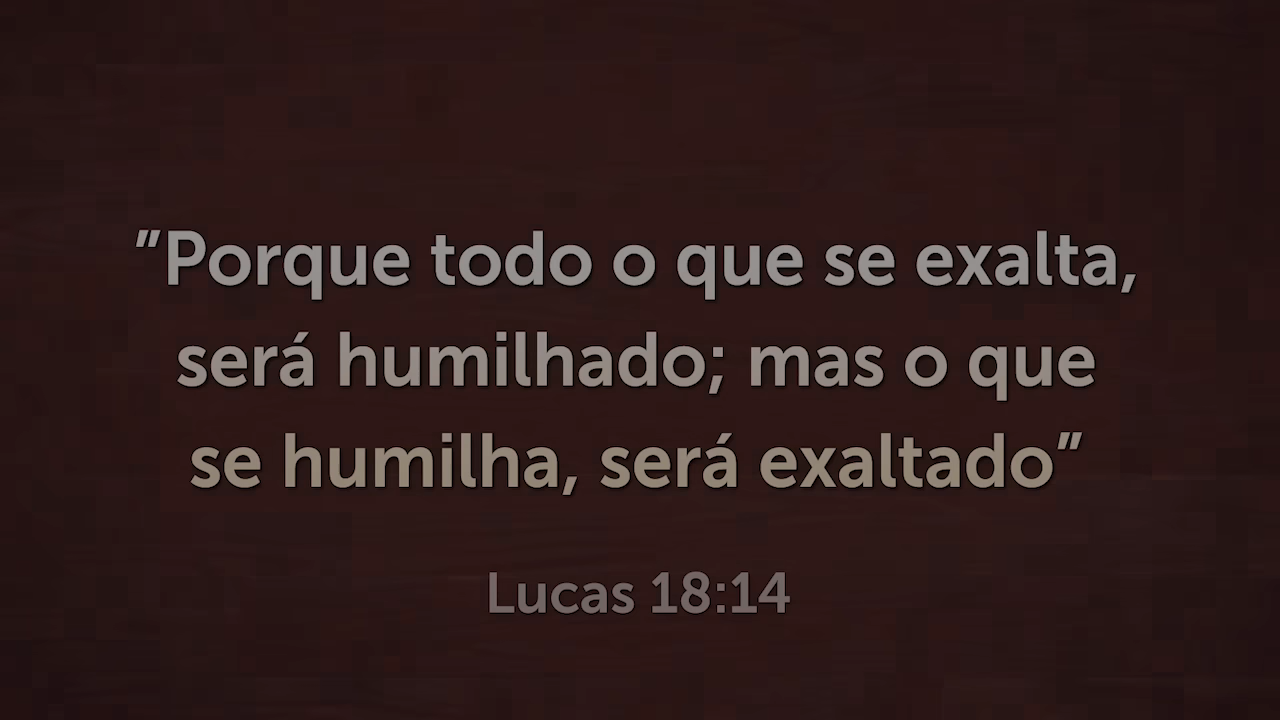 "Porque todo o que se exalta,
será humilhado; mas o que
se humilha, será exaltado"
Lucas 18:14